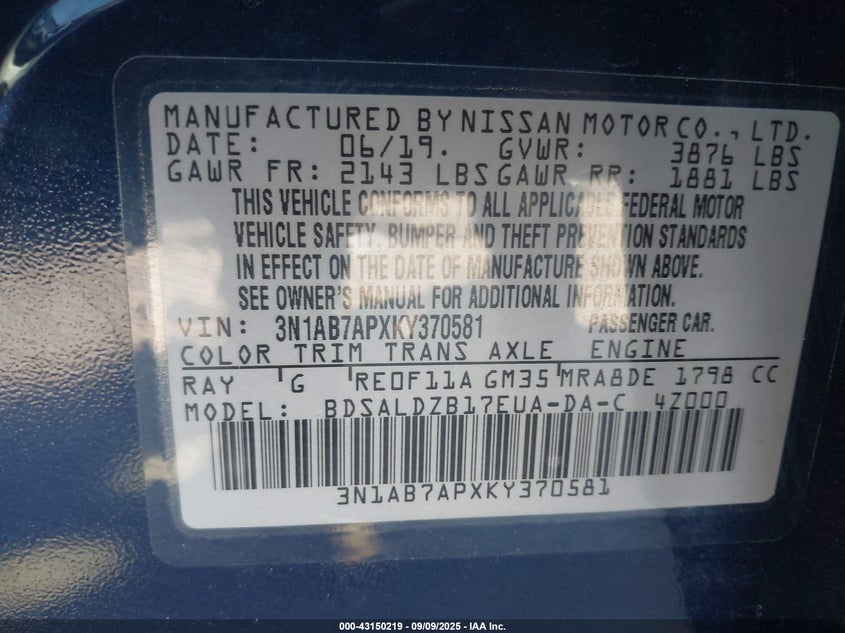 MANUFACTURED BY NISSAN MOTOR CO., LTD.
DATE: 06/19. GVWR: 3876 LBS
GAWR FR: 2143 LBS GAWR RR: 1881 LBS
THIS VEHICLE CONFORMS TO ALL APPLICABLE FEDERAL MOTOR
VEHICLE SAFETY, BUMPER AND THEFT PREVENTION STANDARDS
IN EFFECT ON THE DATE OF MANUFACTURE SHOWN ABOVE.
SEE OWNER'S MANUAL FOR ADDITIONAL INFORMATION.
VIN: 3N1AB7APXKY370581 PASSENGER CAR.
COLOR TRIM TRANS AXLE ENGINE
RAY G RE0F11A GM35 MRA8DE 1798 CC
MODEL: BDSALDZB17EUA-DA-C 4Z000
3N1AB7APXKY370581
000-43150219 - 09/09/2025 - IAA Inc.